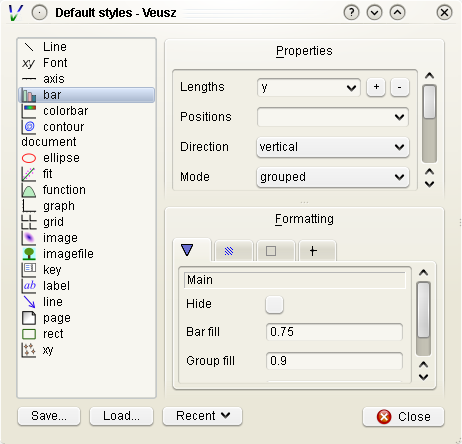 Default styles - Veusz
Line
xy Font
axis
bar
colorbar
contour
document
ellipse
fit
function
graph
grid
image
imagefile
key
ab label
line
page
rect
xy
Properties
Lengths y + -
Positions
Direction vertical
Mode grouped
Formatting
Main
Hide
Bar fill 0.75
Group fill 0.9
Save... Load... Recent Close